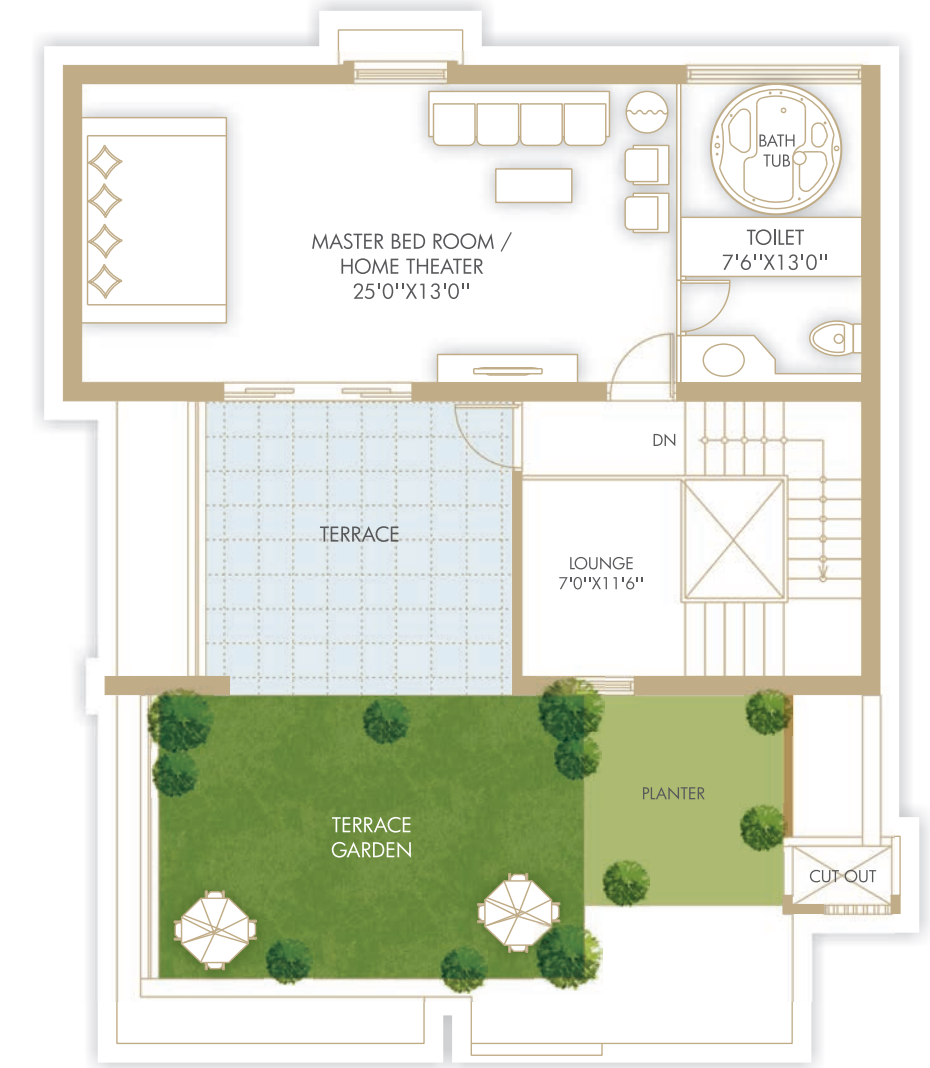 BATH
TUB
MASTER BED ROOM /
HOME THEATER
25'0''X13'0''
TOILET
7'6''X13'0''
DN
TERRACE
LOUNGE
7'0''X11'6''
PLANTER
TERRACE
GARDEN
CUT OUT